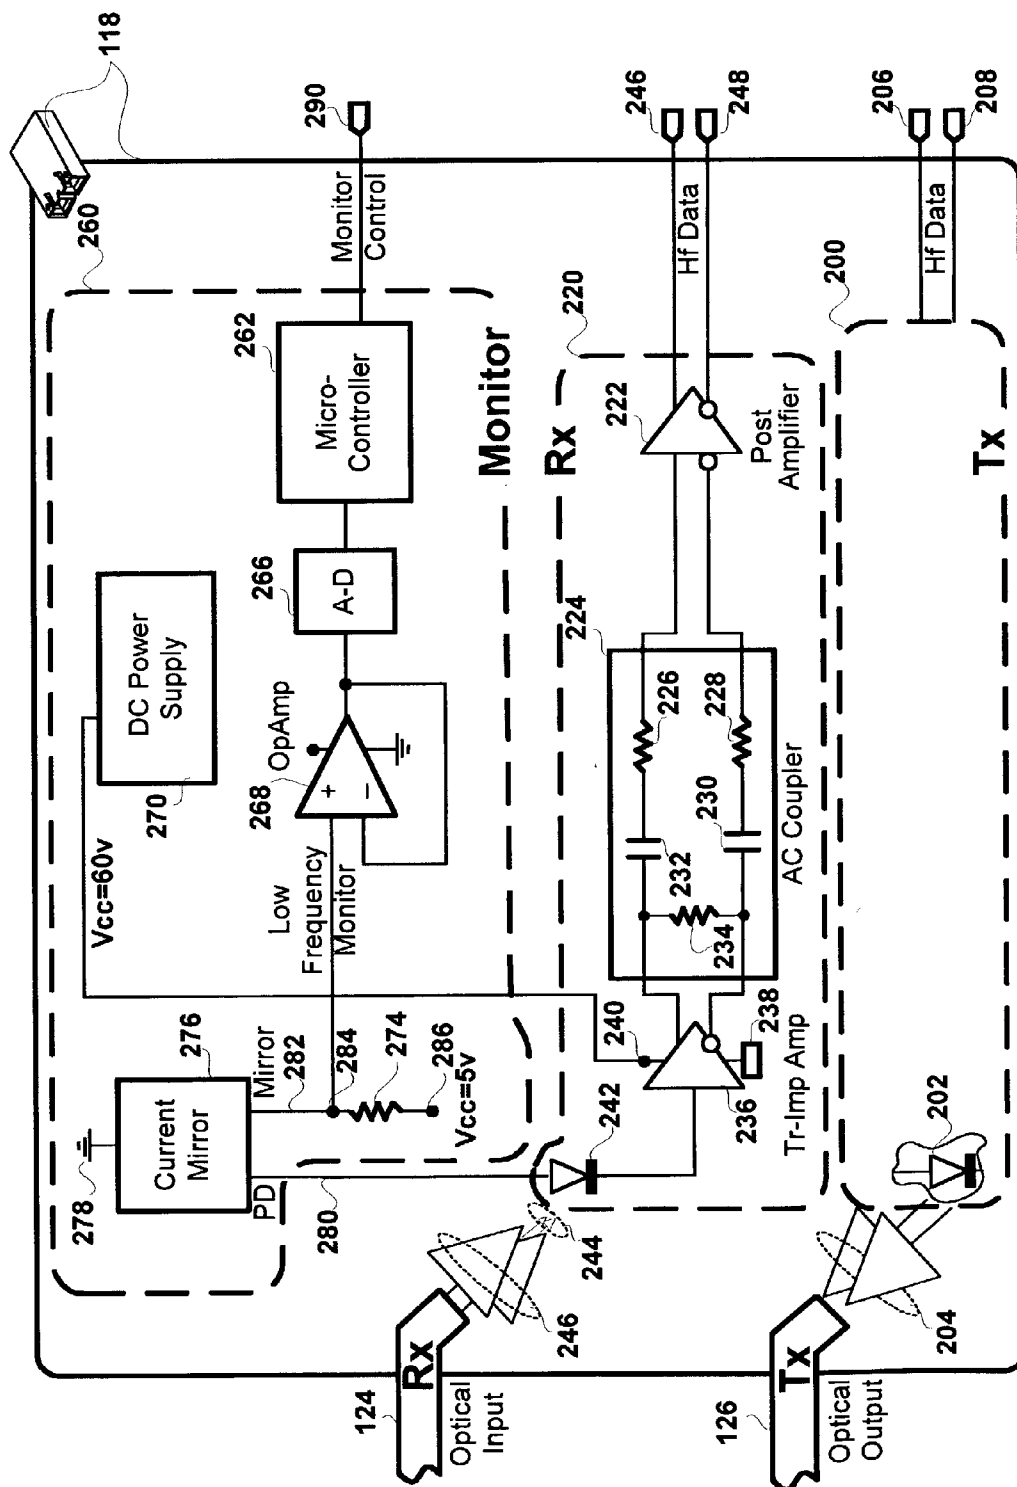 118
260
DC Power
Supply
270
Vcc=60v
276
Current
Mirror
278
Mirror
282
284
274
286
Vcc=5v
PD
280
Low
Frequency
Monitor
OpAmp
268
+
−
266
A-D
262
Micro-
Controller
Monitor
Control
290
Monitor
Rx
220
222
Post
Amplifier
Hf Data
246
248
224
226
228
230
232
234
AC Coupler
240
238
236
Tr-Imp Amp
242
244
246
124
Rx
Optical
Input
200
Tx
Hf Data
206
208
202
204
126
Tx
Optical
Output